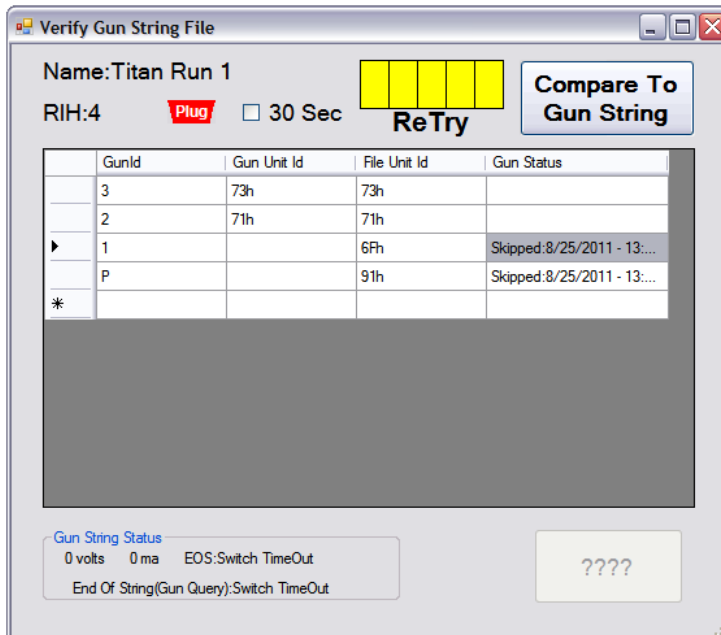 Verify Gun String File
Name:Titan Run 1
RIH:4 Plug 30 Sec
ReTry
Compare To
Gun String
GunId Gun Unit Id File Unit Id Gun Status
3 73h 73h
2 71h 71h
1 6Fh Skipped:8/25/2011 - 13:...
P 91h Skipped:8/25/2011 - 13:...
Gun String Status
0 volts 0 ma EOS:Switch TimeOut
End Of String(Gun Query):Switch TimeOut
????